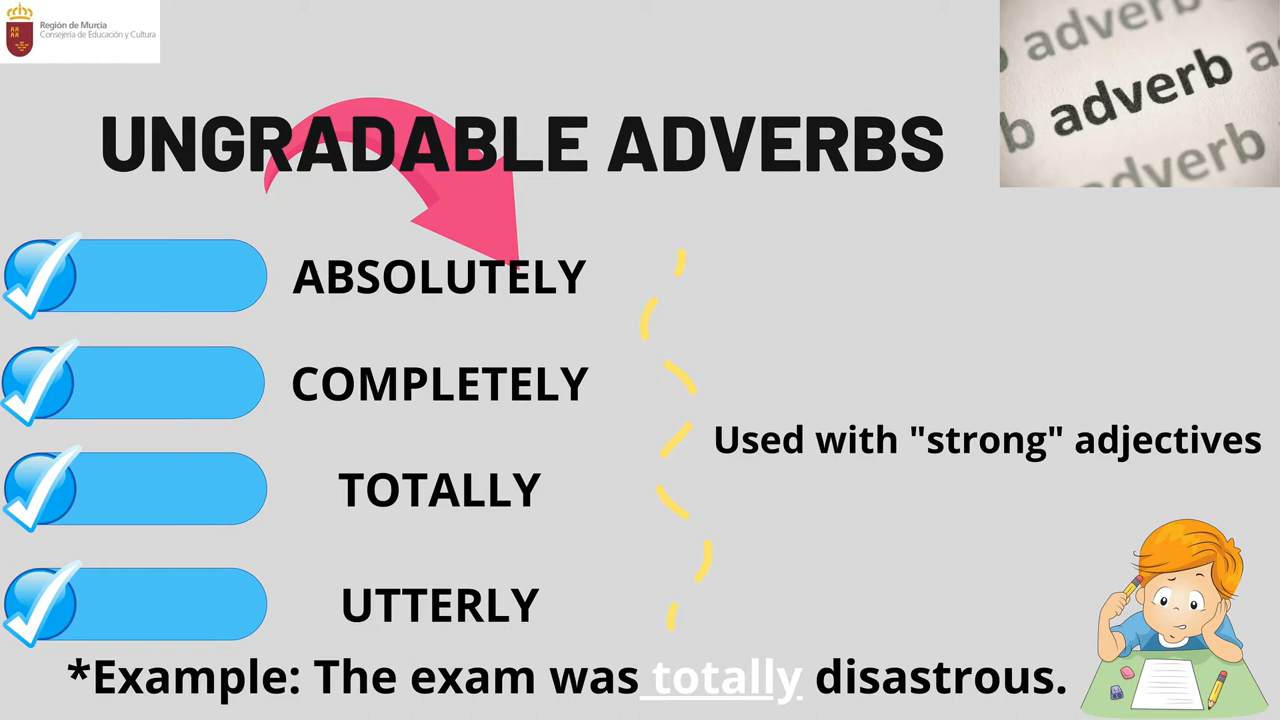 Región de Murcia
Consejería de Educación y Cultura
adverb
b adverb a
adverb
UNGRADABLE ADVERBS
ABSOLUTELY
COMPLETELY
Used with "strong" adjectives
TOTALLY
UTTERLY
*Example: The exam was totally disastrous.